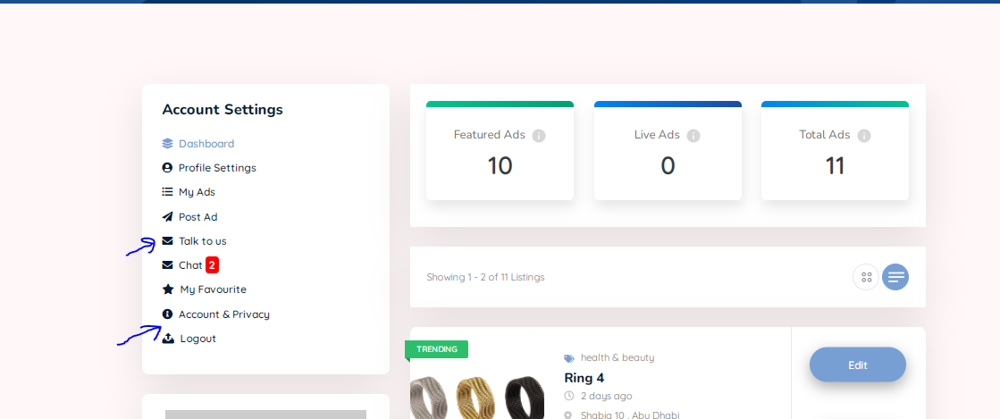 Account Settings
Dashboard
Profile Settings
My Ads
Post Ad
Talk to us
Chat 2
My Favourite
Account & Privacy
Logout
Featured Ads
10
Live Ads
0
Total Ads
11
Showing 1 - 2 of 11 Listings
TRENDING
health & beauty
Ring 4
2 days ago
Shabia 10 , Abu Dhabi
Edit